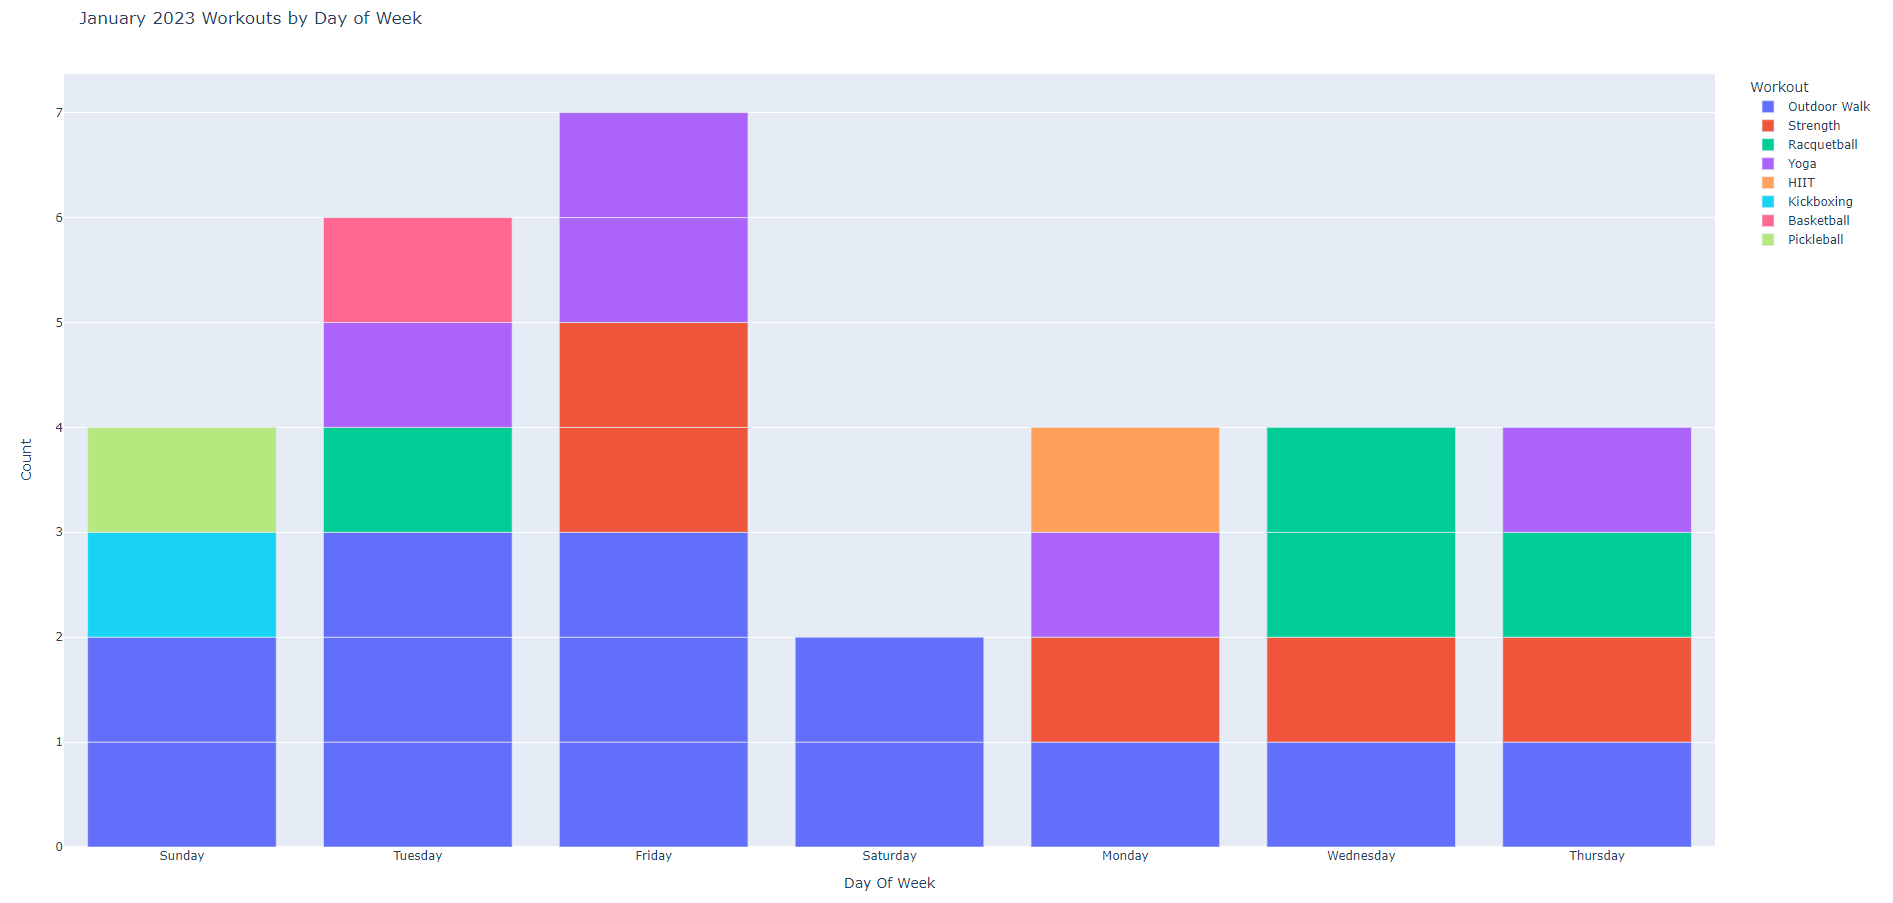 January 2023 Workouts by Day of Week
Workout
Outdoor Walk
Strength
Racquetball
Yoga
HIIT
Kickboxing
Basketball
Pickleball
7
6
5
4
3
2
1
0
Count
Sunday Tuesday Friday Saturday Monday Wednesday Thursday
Day Of Week